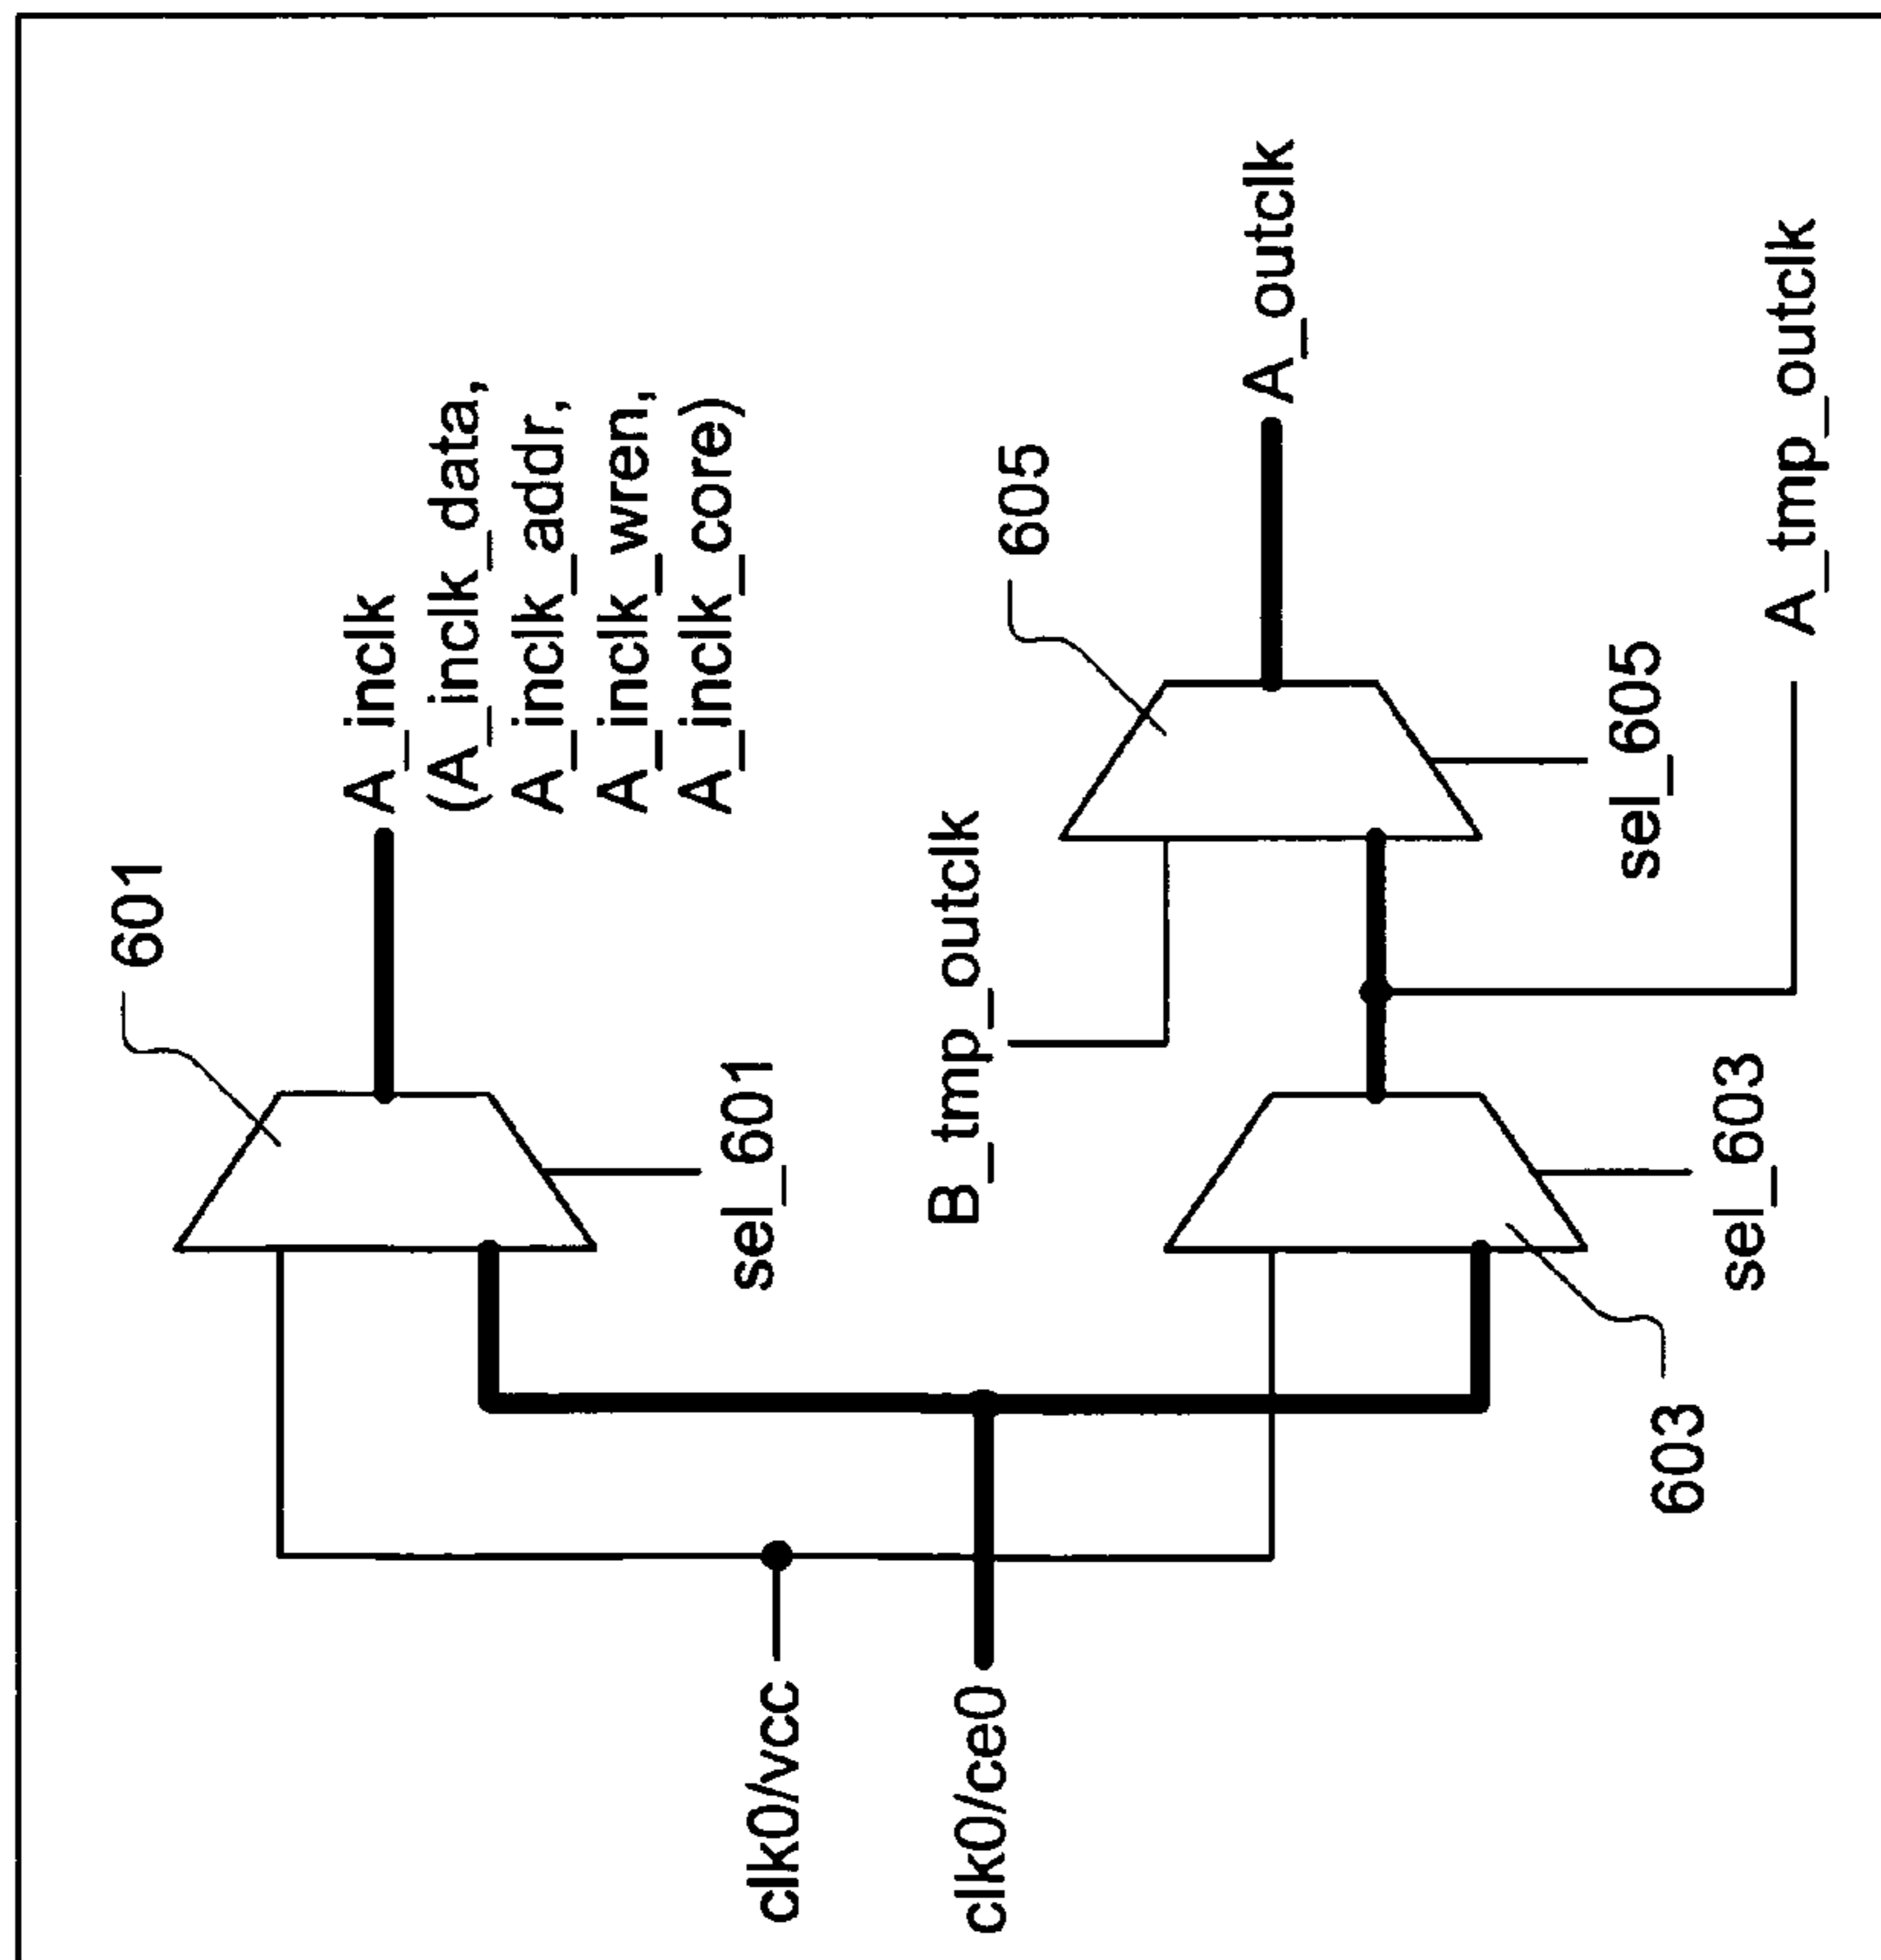 601
A_inclk
(A_inclk_data,
A_inclk_addr,
A_inclk_wren,
A_inclk_core)
sel_601
clk0/vcc
B_tmp_outclk
clk0/ce0
605
A_outclk
sel_605
603
sel_603
A_tmp_outclk